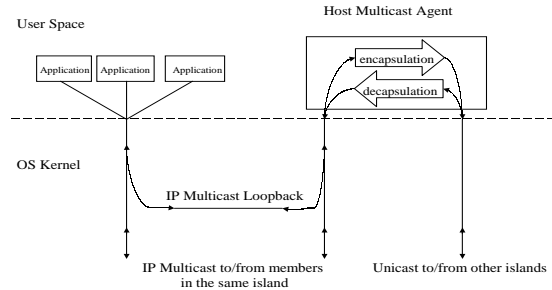 Host Multicast Agent
User Space
Application Application Application
encapsulation
decapsulation
OS Kernel
IP Multicast Loopback
IP Multicast to/from members
in the same island
Unicast to/from other islands